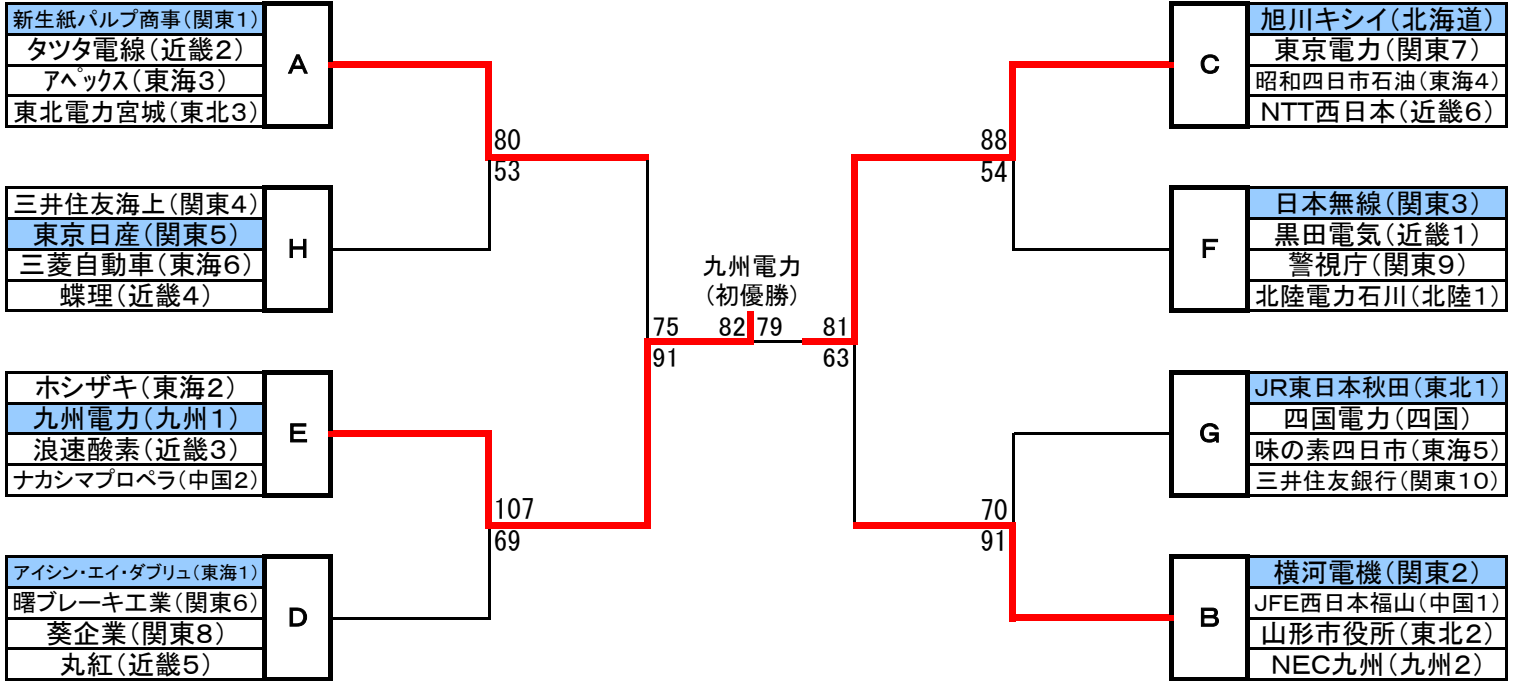 新生紙パルプ商事(関東1)
タツタ電線(近畿2)
アペックス(東海3)
東北電力宮城(東北3)
A
三井住友海上(関東4)
東京日産(関東5)
三菱自動車(東海6)
蝶理(近畿4)
H
ホシザキ(東海2)
九州電力(九州1)
浪速酸素(近畿3)
ナカシマプロペラ(中国2)
E
アイシン・エイ・ダブリュ(東海1)
曙ブレーキ工業(関東6)
葵企業(関東8)
丸紅(近畿5)
D
80
53
107
69
75
91
九州電力
(初優勝)
82 79
81
63
88
54
70
91
C
旭川キシイ(北海道)
東京電力(関東7)
昭和四日市石油(東海4)
NTT西日本(近畿6)
F
日本無線(関東3)
黒田電気(近畿1)
警視庁(関東9)
北陸電力石川(北陸1)
G
JR東日本秋田(東北1)
四国電力(四国)
味の素四日市(東海5)
三井住友銀行(関東10)
B
横河電機(関東2)
JFE西日本福山(中国1)
山形市役所(東北2)
NEC九州(九州2)